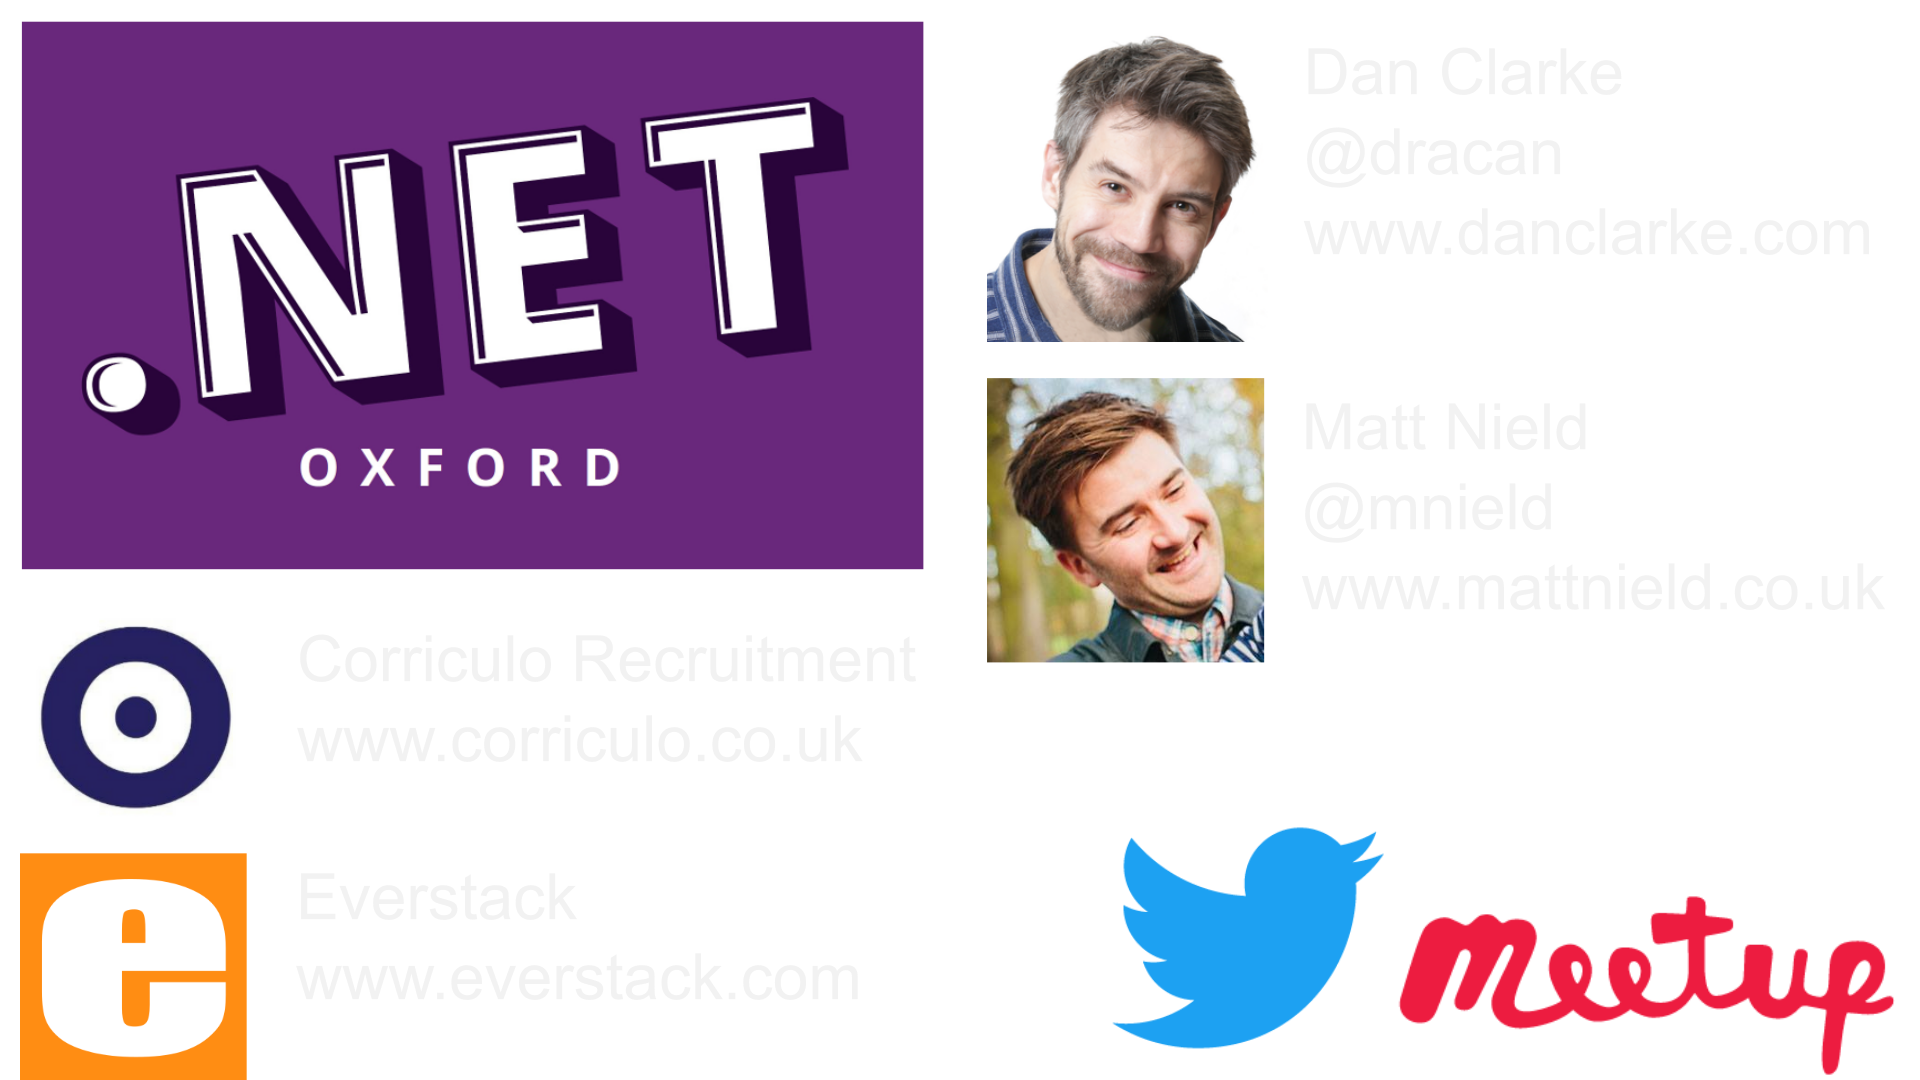 .NET
OXFORD
Dan Clarke
@dracan
www.danclarke.com
Matt Nield
@mnield
www.mattnield.co.uk
Corriculo Recruitment
www.corriculo.co.uk
e
Everstack
www.everstack.com
meetup